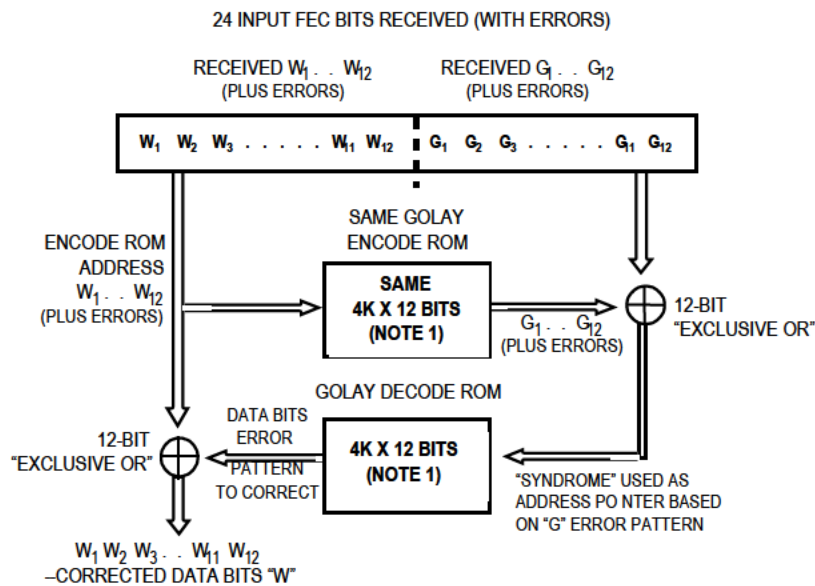 24 INPUT FEC BITS RECEIVED (WITH ERRORS)
RECEIVED W1 . . W12
(PLUS ERRORS)
RECEIVED G1 . . G12
(PLUS ERRORS)
W1 W2 W3 . . . . . W11 W12 G1 G2 G3 . . . . . G11 G12
SAME GOLAY
ENCODE ROM
ENCODE ROM
ADDRESS
W1 . . W12
(PLUS ERRORS)
SAME
4K X 12 BITS
(NOTE 1)
G1 . . G12
(PLUS ERRORS)
12-BIT
“EXCLUSIVE OR”
GOLAY DECODE ROM
DATA BITS
ERROR
PATTERN
TO CORRECT
4K X 12 BITS
(NOTE 1)
12-BIT
“EXCLUSIVE OR”
“SYNDROME” USED AS
ADDRESS PO NTER BASED
ON “G” ERROR PATTERN
W1 W2 W3 . . W11 W12
–CORRECTED DATA BITS “W”